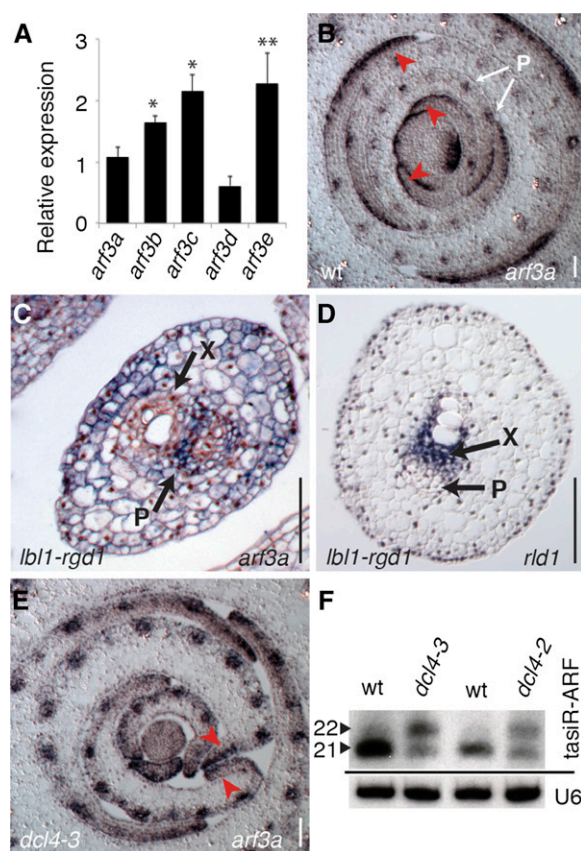 A
Relative expression
3
2
1
0
*
*
**
arf3a
arf3b
arf3c
arf3d
arf3e
B
P
wt
arf3a
C
X
P
lbl1-rgd1
arf3a
D
X
P
lbl1-rgd1
rld1
E
dcl4-3
arf3a
F
wt
dcl4-3
wt
dcl4-2
22
21
tasiR-ARF
U6